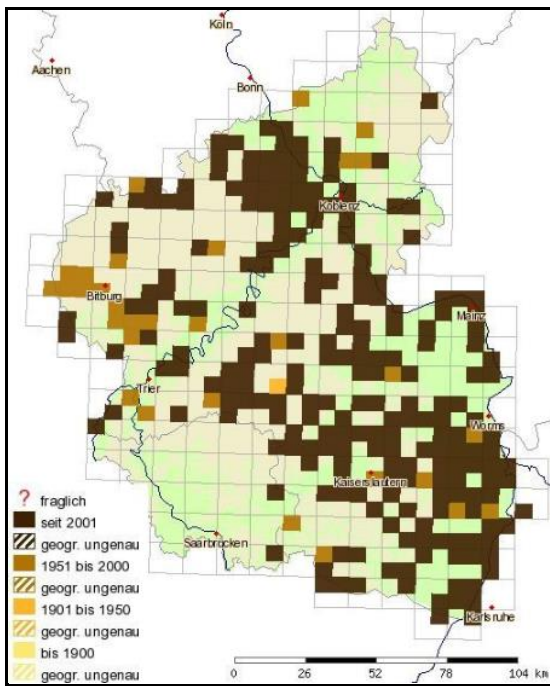 Köln
Aachen
Bonn
Koblenz
Bitburg
Mainz
Trier
Worms
Kaiserslautern
? fraglich
seit 2001
geogr. ungenau
Saarbrücken
1951 bis 2000
geogr. ungenau
1901 bis 1950
geogr. ungenau
Karlsruhe
bis 1900
geogr. ungenau
0 26 52 78 104 km